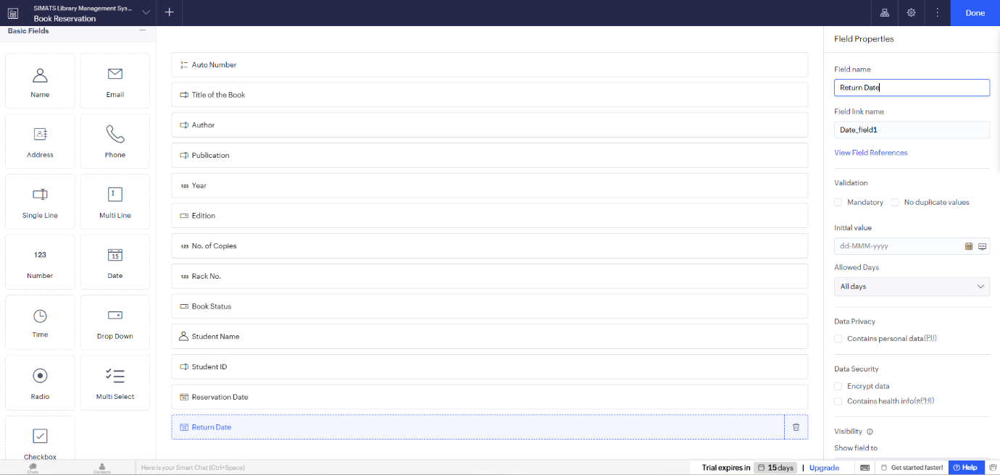 SIMATS Library Management Sys...
Book Reservation
Done
Basic Fields
Name
Email
Address
Phone
Single Line
Multi Line
123
Number
15
Date
Time
Drop Down
Radio
Multi Select
Checkbox
Auto Number
Title of the Book
Author
Publication
123 Year
Edition
123 No. of Copies
123 Rack No.
Book Status
Student Name
Student ID
Reservation Date
Return Date
Field Properties
Field name
Return Date
Field link name
Date_field1
View Field References
Validation
Mandatory
No duplicate values
Initial value
dd-MMM-yyyy
Allowed Days
All days
Data Privacy
Contains personal data(PII)
Data Security
Encrypt data
Contains health info(ePHI)
Visibility
Show field to
Chats
Contacts
Here is your Smart Chat (Ctrl+Space)
Trial expires in 15 days | Upgrade
Get started faster!
Help